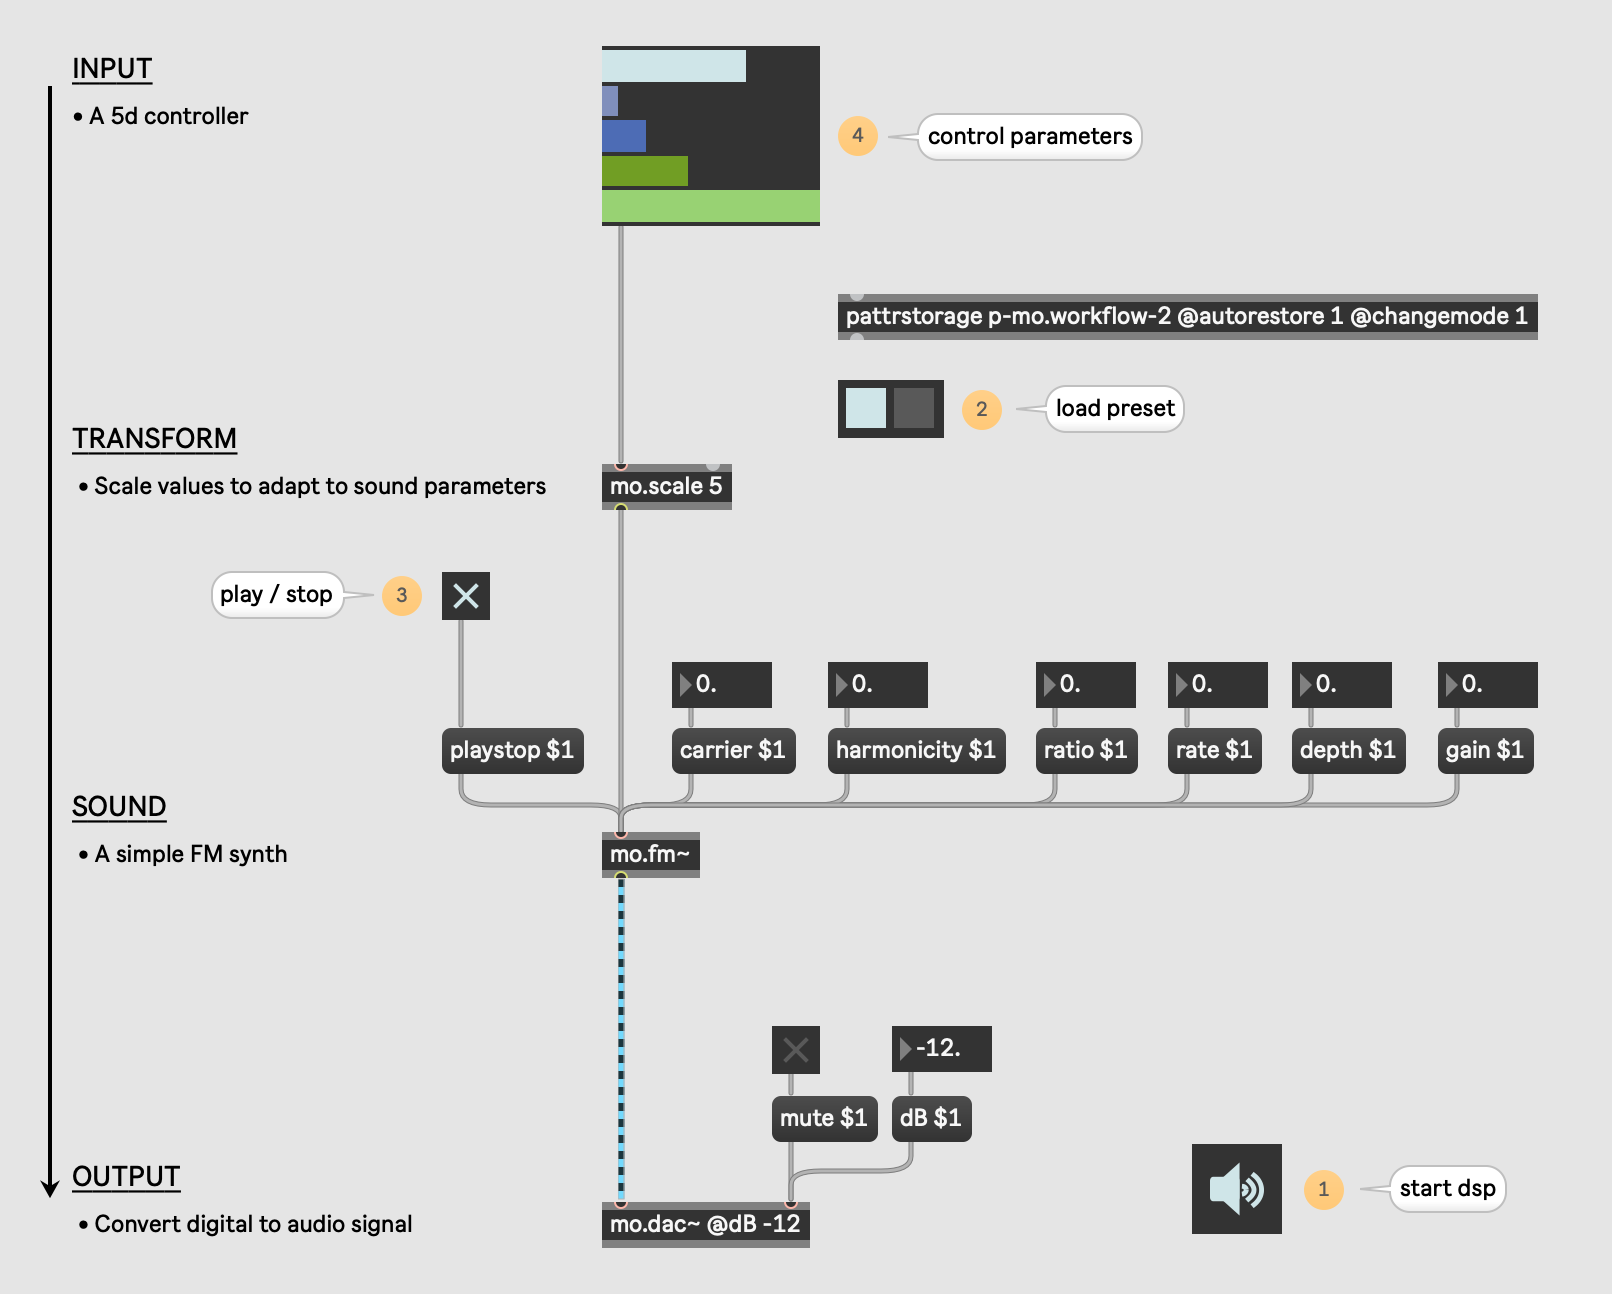 INPUT
• A 5d controller
4
control parameters
pattrstorage p-mo.workflow-2 @autorestore 1 @changemode 1
2
load preset
TRANSFORM
• Scale values to adapt to sound parameters
mo.scale 5
play / stop
3
0.
0.
0.
0.
0.
0.
playstop $1
carrier $1
harmonicity $1
ratio $1
rate $1
depth $1
gain $1
SOUND
• A simple FM synth
mo.fm~
-12.
mute $1
dB $1
OUTPUT
• Convert digital to audio signal
mo.dac~ @dB -12
1
start dsp